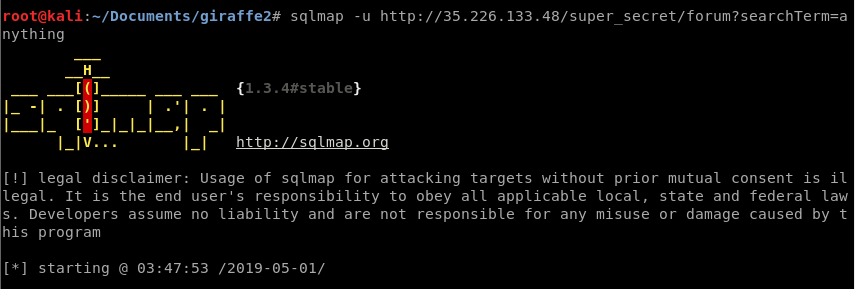 root@kali:~/Documents/giraffe2# sqlmap -u http://35.226.133.48/super_secret/forum?searchTerm=a
nything
        ___
       __H__
 ___ ___[(]_____ ___ ___  {1.3.4#stable}
|_ -| . [)]     | .'| . |
|___|_  [']_|_|_|__,|  _|
      |_|V...       |_|   http://sqlmap.org
[!] legal disclaimer: Usage of sqlmap for attacking targets without prior mutual consent is il
legal. It is the end user's responsibility to obey all applicable local, state and federal law
s. Developers assume no liability and are not responsible for any misuse or damage caused by t
his program
[*] starting @ 03:47:53 /2019-05-01/